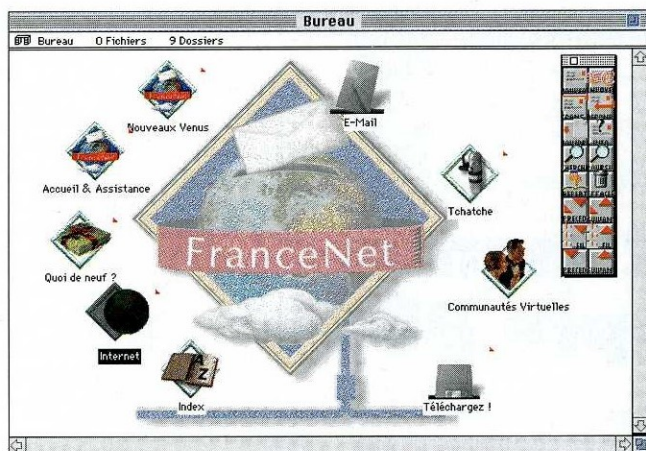 Bureau
Bureau 0 Fichiers 9 Dossiers
Nouveaux Venus
E-Mail
Accueil & Assistance
Tchatche
FranceNet
Quoi de neuf ?
Communautés Virtuelles
Internet
A
Z
Index
Téléchargez !